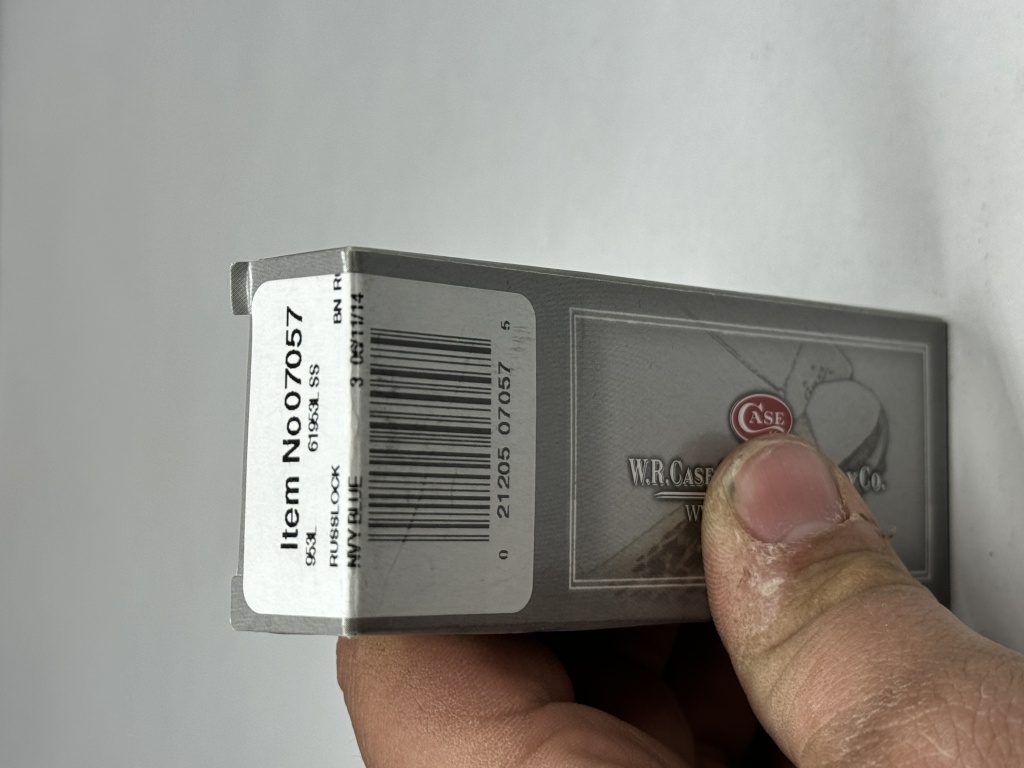 Item No07057
953L 61953L SS
RUSSLOCK BN R
NVY BLUE 3 09/11/14
0 21205 07057 5
CASE
W.R.CASE Co.